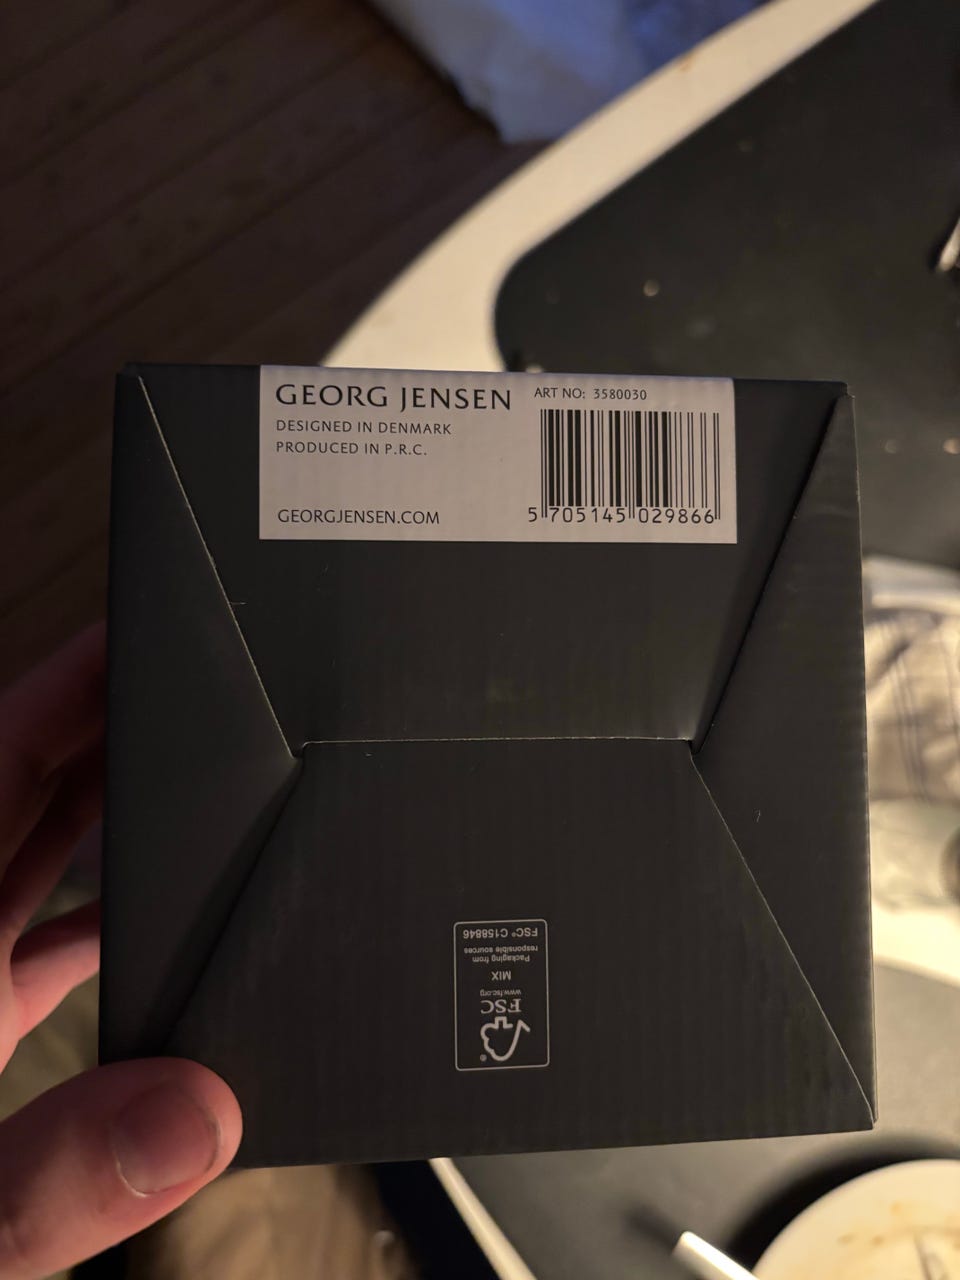 GEORG JENSEN
DESIGNED IN DENMARK
PRODUCED IN P.R.C.
GEORGJENSEN.COM
ART NO: 3580030
5 705145 029866
FSC®
www.fsc.org
MIX
Packaging from
responsible sources
FSC® C158846